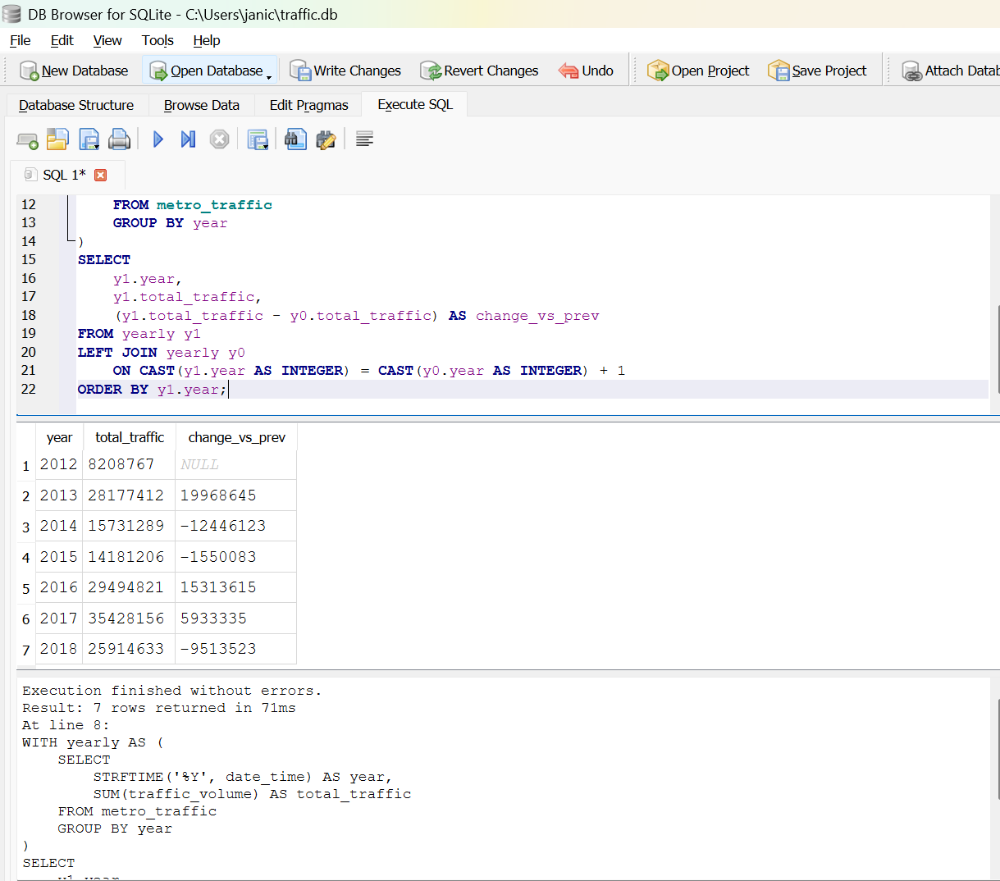 DB Browser for SQLite - C:\Users\janic\traffic.db
File Edit View Tools Help
New Database Open Database Write Changes Revert Changes Undo Open Project Save Project Attach Datab
Database Structure Browse Data Edit Pragmas Execute SQL
SQL 1*
12 FROM metro_traffic
13 GROUP BY year
14 )
15 SELECT
16 y1.year,
17 y1.total_traffic,
18 (y1.total_traffic - y0.total_traffic) AS change_vs_prev
19 FROM yearly y1
20 LEFT JOIN yearly y0
21 ON CAST(y1.year AS INTEGER) = CAST(y0.year AS INTEGER) + 1
22 ORDER BY y1.year;
year total_traffic change_vs_prev
1 2012 8208767 NULL
2 2013 28177412 19968645
3 2014 15731289 -12446123
4 2015 14181206 -1550083
5 2016 29494821 15313615
6 2017 35428156 5933335
7 2018 25914633 -9513523
Execution finished without errors.
Result: 7 rows returned in 71ms
At line 8:
WITH yearly AS (
SELECT
STRFTIME('%Y', date_time) AS year,
SUM(traffic_volume) AS total_traffic
FROM metro_traffic
GROUP BY year
)
SELECT